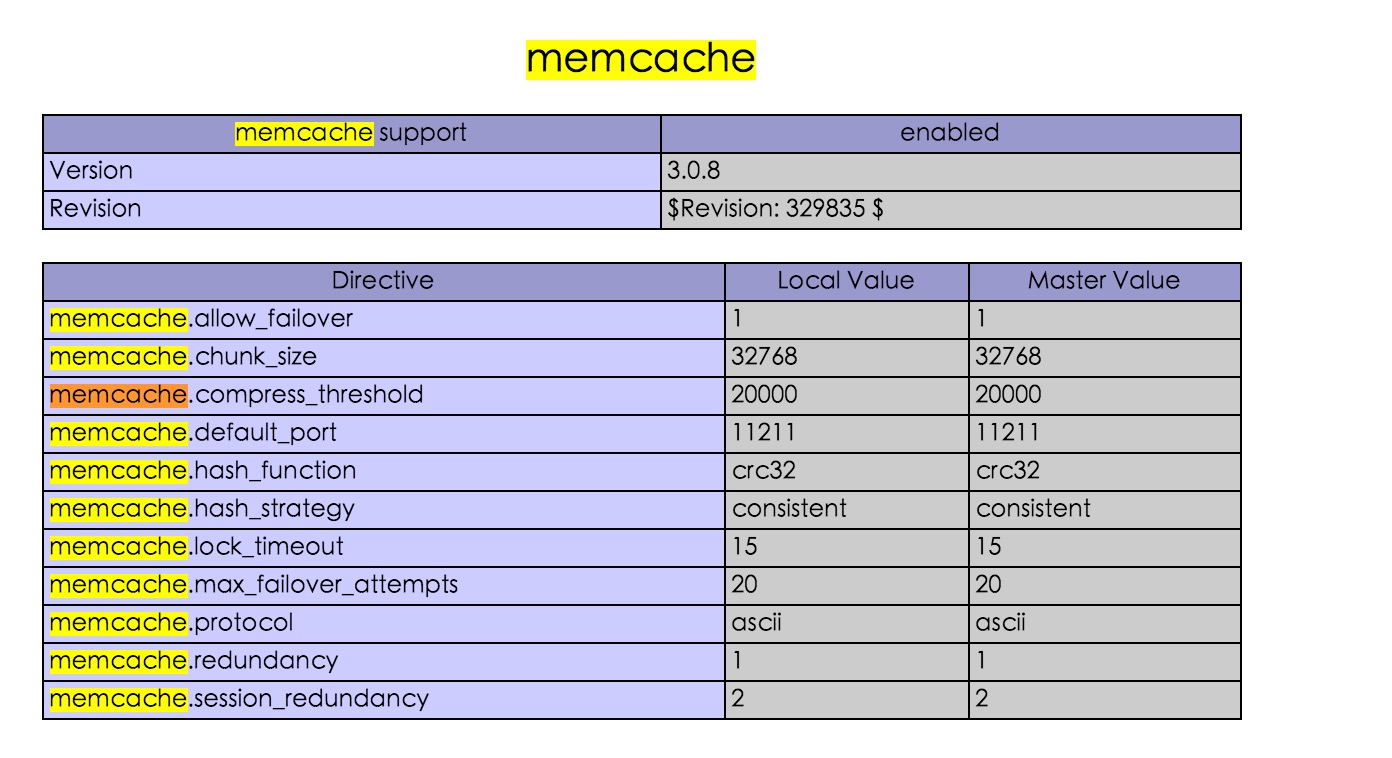 memcache
memcache support enabled
Version 3.0.8
Revision $Revision: 329835 $
Directive Local Value Master Value
memcache.allow_failover 1 1
memcache.chunk_size 32768 32768
memcache.compress_threshold 20000 20000
memcache.default_port 11211 11211
memcache.hash_function crc32 crc32
memcache.hash_strategy consistent consistent
memcache.lock_timeout 15 15
memcache.max_failover_attempts 20 20
memcache.protocol ascii ascii
memcache.redundancy 1 1
memcache.session_redundancy 2 2